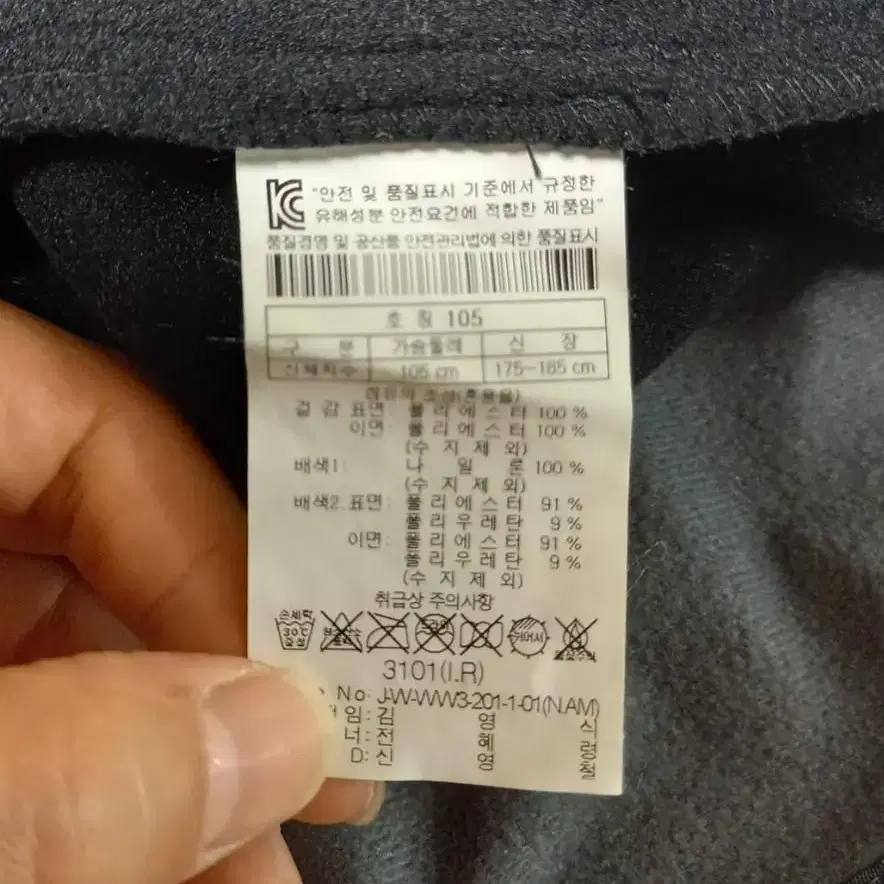 "안전 및 품질표시 기준에서 규정한
유해성분 안전요건에 적합한 제품임"
품질경영 및 공산품 안전관리법에 의한 품질표시
호 칭 105
구 분 가슴둘레 신 장
신체치수 105 cm 175~185 cm
섬유의 조성(혼용율)
겉 감 표면 폴 리 에 스 터 100 %
이면 폴 리 에 스 터 100 %
(수 지 제 외)
배색1: 나 일 론 100 %
(수 지 제 외)
배색2 표면: 폴 리 에 스 터 91 %
폴 리 우 레 탄 9 %
이면: 폴 리 에 스 터 91 %
폴 리 우 레 탄 9 %
(수 지 제 외)
취급상 주의사항
손세탁
30℃
중성
3101(I.R)
No: J-W-WW3-201-1-01(N.AM)
임: 김 영 식
너: 전 혜 령
D: 신 영 철